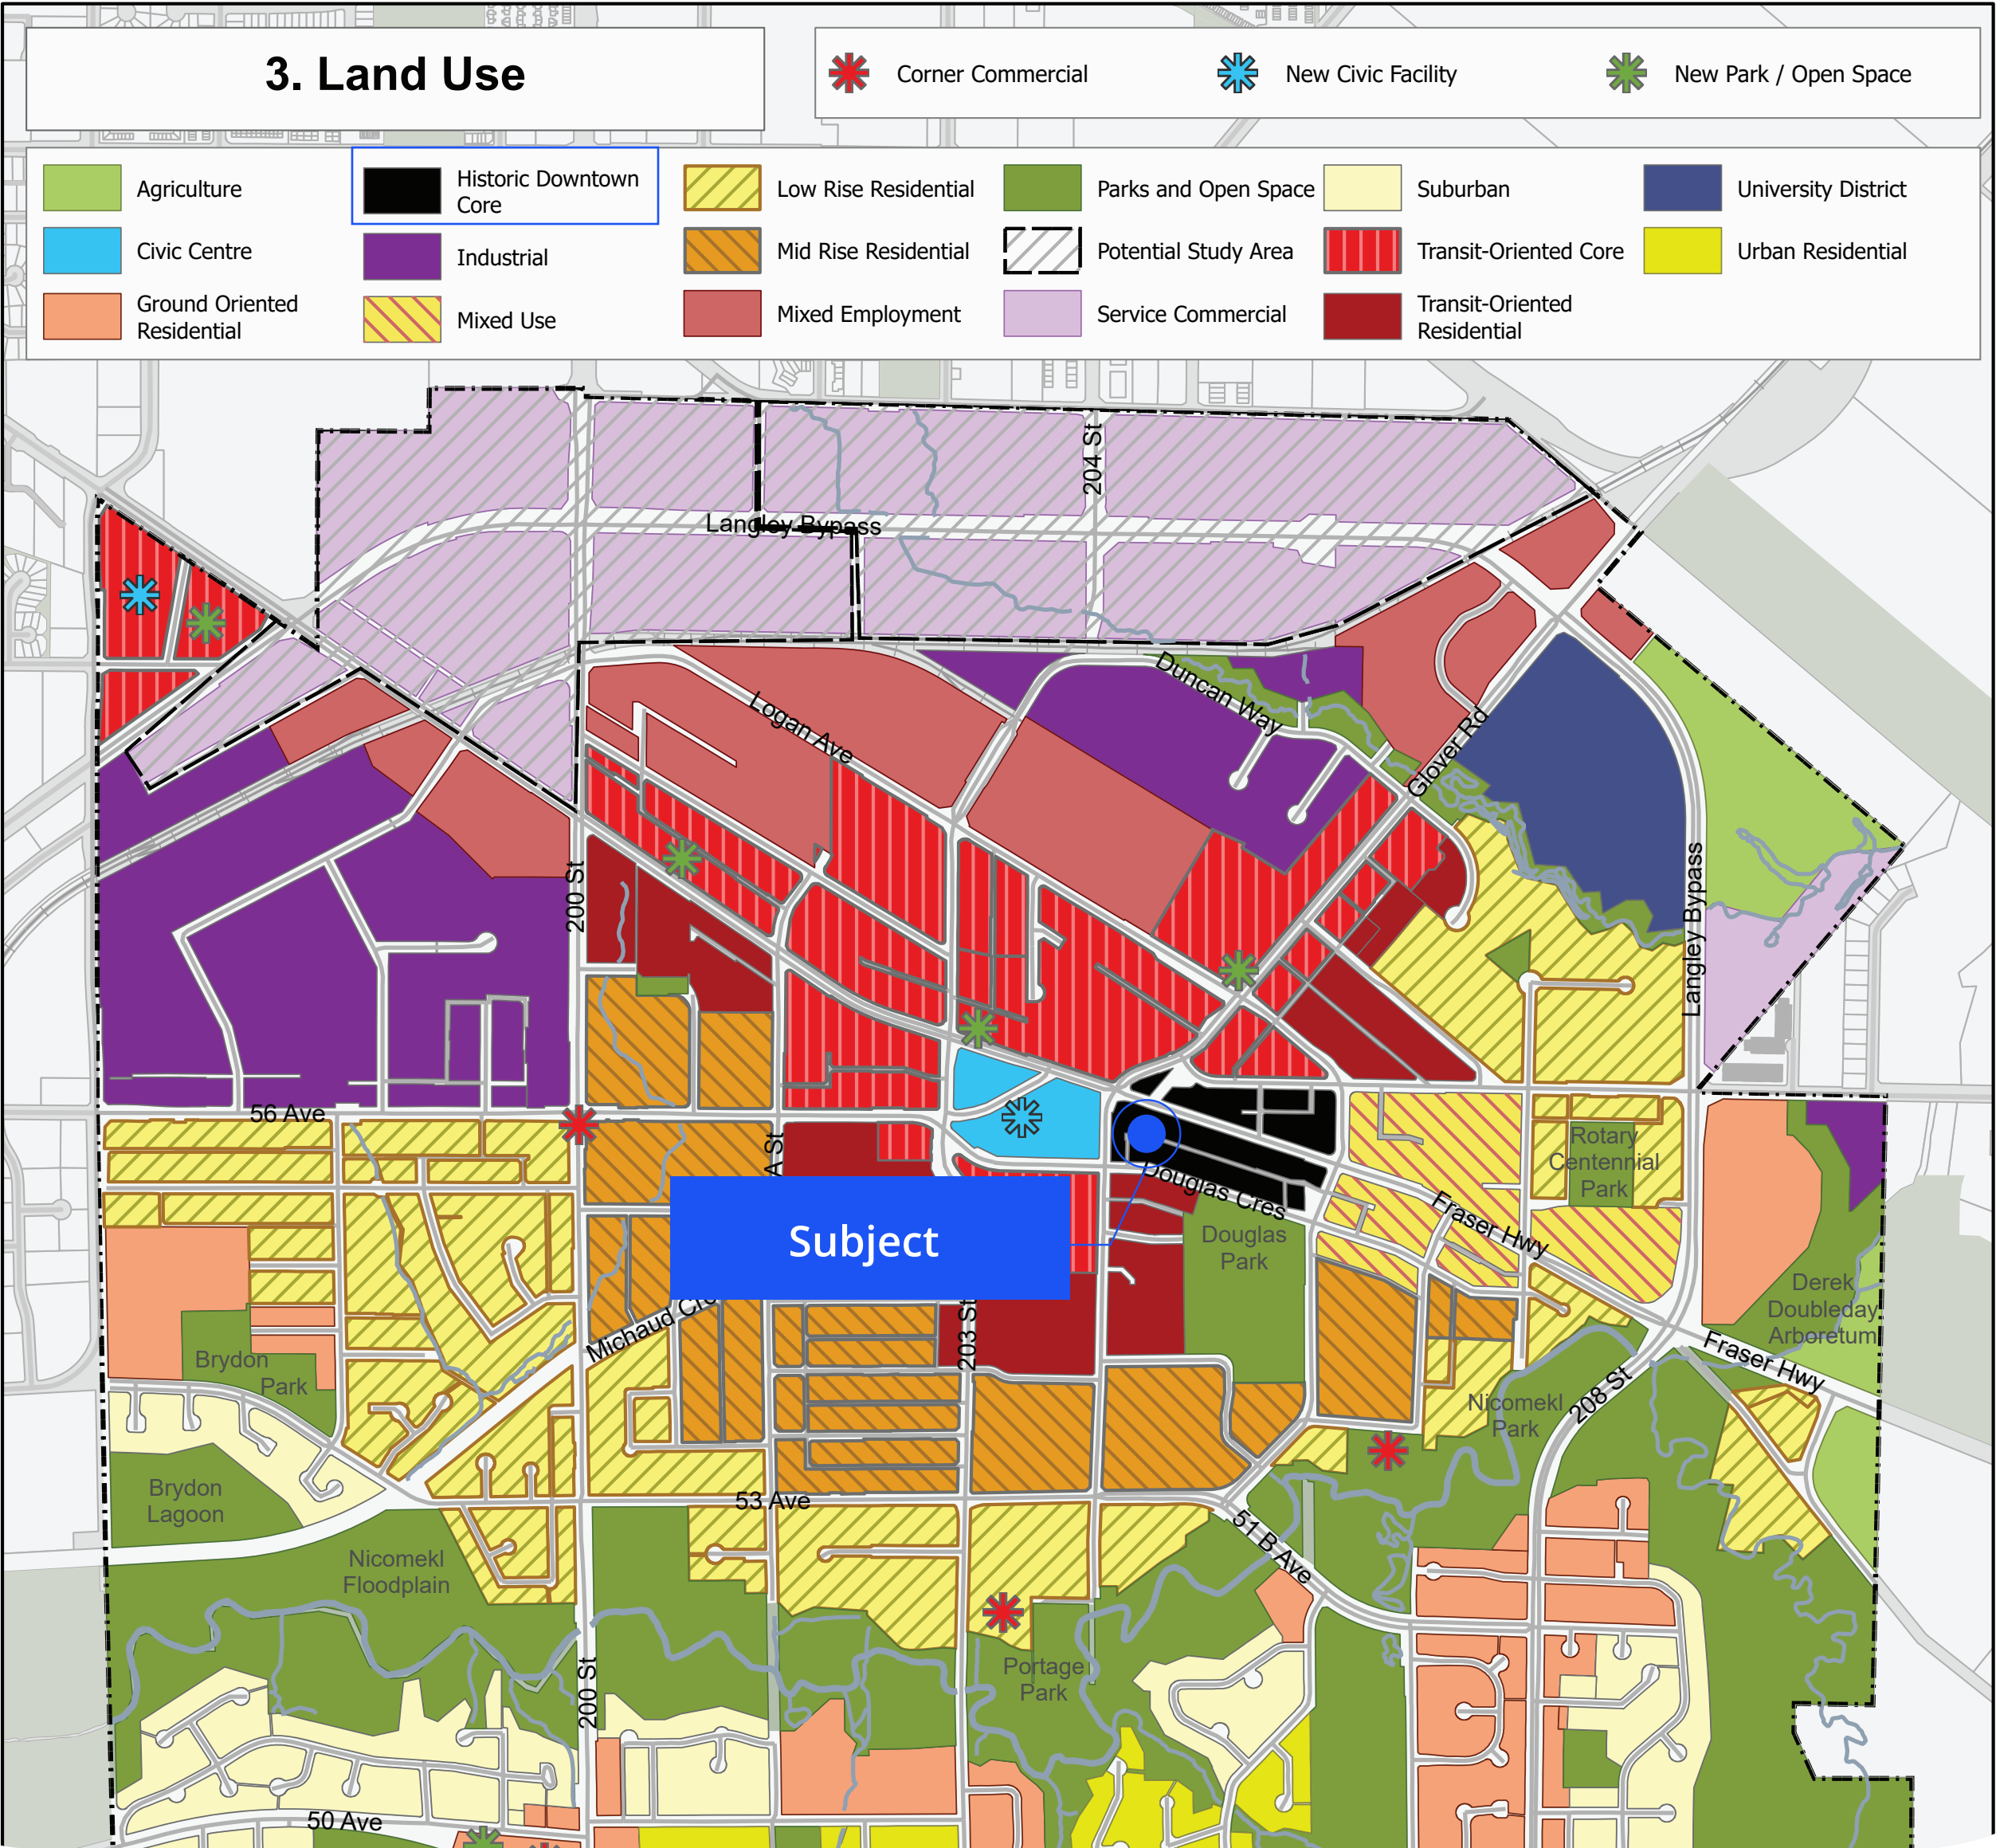 3. Land Use
Corner Commercial
New Civic Facility
New Park / Open Space
Agriculture
Historic Downtown
Core
Low Rise Residential
Parks and Open Space
Suburban
University District
Civic Centre
Industrial
Mid Rise Residential
Potential Study Area
Transit-Oriented Core
Urban Residential
Ground Oriented
Residential
Mixed Use
Mixed Employment
Service Commercial
Transit-Oriented
Residential
204 St
Langley Bypass
Duncan Way
Logan Ave
Glover Rd
200 St
Langley Bypass
56 Ave
A St
Rotary
Centennial
Park
Douglas Cres
Fraser Hwy
Subject
Douglas
Park
Derek
Doubleday
Arboretum
Michaud Cre
203 St
Fraser Hwy
Brydon
Park
208 St
Nicomekl
Park
Brydon
Lagoon
53 Ave
51 B Ave
Nicomekl
Floodplain
Portage
Park
200 St
50 Ave